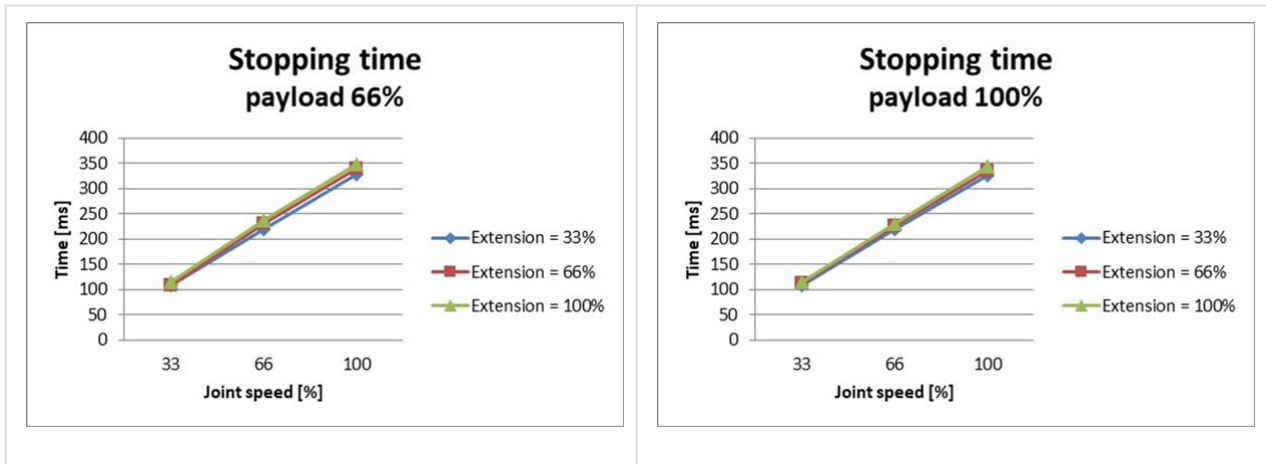 Stopping time
payload 66%
400
350
300
250
200
150
100
50
0
Time [ms]
33 66 100
Joint speed [%]
Extension = 33%
Extension = 66%
Extension = 100%
Stopping time
payload 100%
400
350
300
250
200
150
100
50
0
Time [ms]
33 66 100
Joint speed [%]
Extension = 33%
Extension = 66%
Extension = 100%